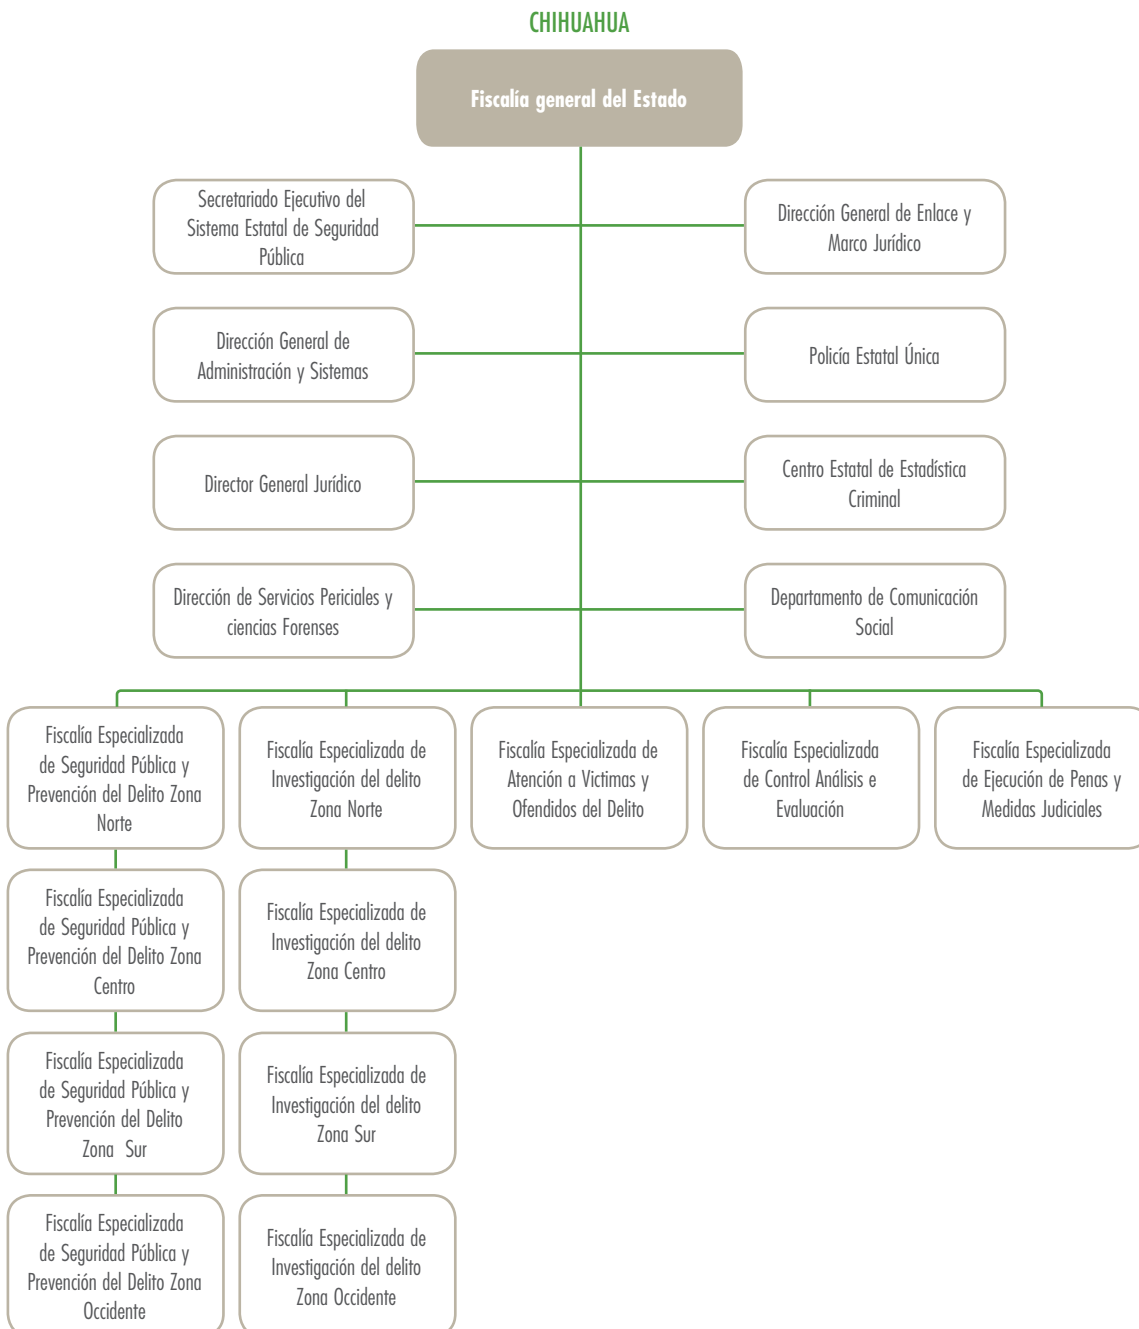 CHIHUAHUA
Fiscalía general del Estado
Secretariado Ejecutivo del
Sistema Estatal de Seguridad
Pública
Dirección General de Enlace y
Marco Jurídico
Dirección General de
Administración y Sistemas
Policía Estatal Única
Director General Jurídico
Centro Estatal de Estadística
Criminal
Dirección de Servicios Periciales y
ciencias Forenses
Departamento de Comunicación
Social
Fiscalía Especializada
de Seguridad Pública y
Prevención del Delito Zona
Norte
Fiscalía Especializada de
Investigación del delito
Zona Norte
Fiscalía Especializada de
Atención a Victimas y
Ofendidos del Delito
Fiscalía Especializada
de Control Análisis e
Evaluación
Fiscalía Especializada
de Ejecución de Penas y
Medidas Judiciales
Fiscalía Especializada
de Seguridad Pública y
Prevención del Delito Zona
Centro
Fiscalía Especializada de
Investigación del delito
Zona Centro
Fiscalía Especializada
de Seguridad Pública y
Prevención del Delito
Zona Sur
Fiscalía Especializada de
Investigación del delito
Zona Sur
Fiscalía Especializada
de Seguridad Pública y
Prevención del Delito Zona
Occidente
Fiscalía Especializada de
Investigación del delito
Zona Occidente